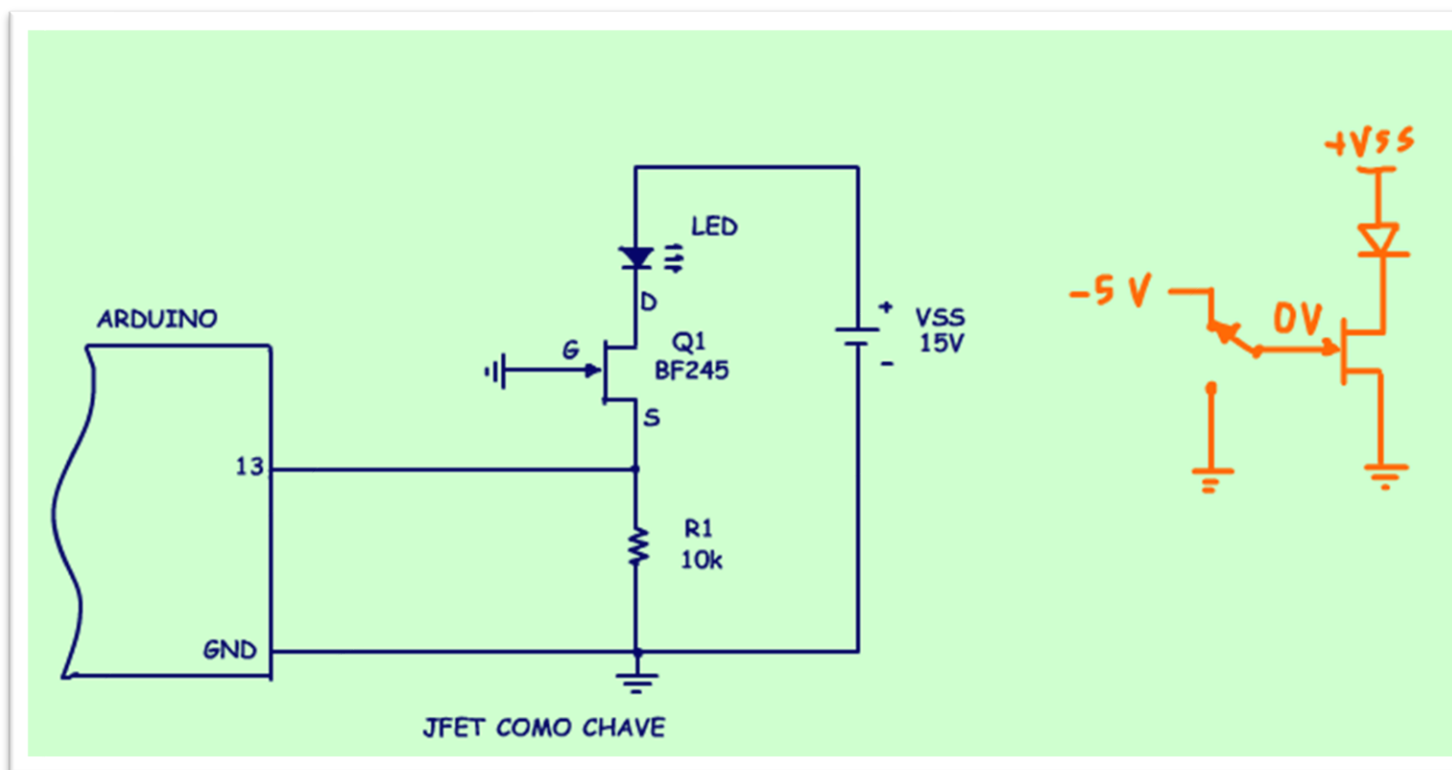 +VSS
LED
-5 V
0V
D
ARDUINO
+
VSS
15V
-
G
Q1
BF245
S
13
R1
10k
GND
JFET COMO CHAVE